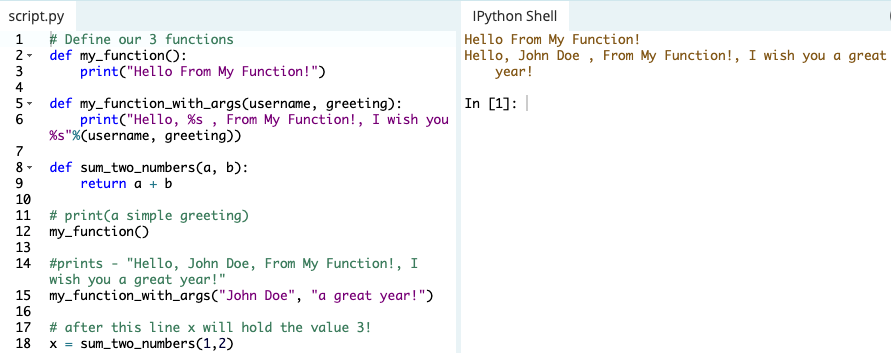 script.py
1 # Define our 3 functions
2 def my_function():
3     print("Hello From My Function!")
4
5 def my_function_with_args(username, greeting):
6     print("Hello, %s , From My Function!, I wish you
%s"%(username, greeting))
7
8 def sum_two_numbers(a, b):
9     return a + b
10
11 # print(a simple greeting)
12 my_function()
13
14 #prints - "Hello, John Doe, From My Function!, I
wish you a great year!"
15 my_function_with_args("John Doe", "a great year!")
16
17 # after this line x will hold the value 3!
18 x = sum_two_numbers(1,2)
IPython Shell
Hello From My Function!
Hello, John Doe , From My Function!, I wish you a great
year!
In [1]: